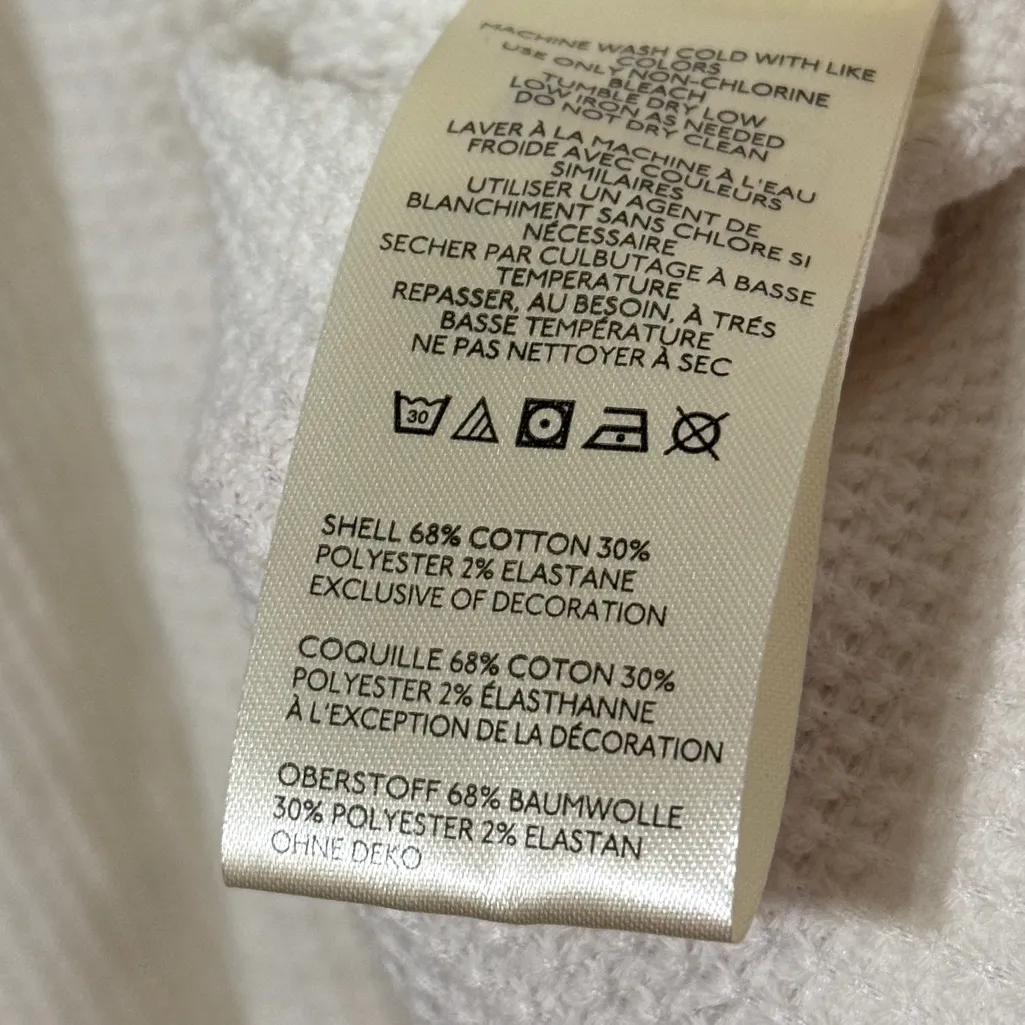 MACHINE WASH COLD WITH LIKE
COLORS
USE ONLY NON-CHLORINE
BLEACH
TUMBLE DRY LOW
LOW IRON AS NEEDED
DO NOT DRY CLEAN
LAVER À LA MACHINE À L'EAU
FROIDE AVEC COULEURS
SIMILAIRES
UTILISER UN AGENT DE
BLANCHIMENT SANS CHLORE SI
NÉCESSAIRE
SECHER PAR CULBUTAGE À BASSE
TEMPERATURE
REPASSER, AU BESOIN, À TRÉS
BASSE TEMPÉRATURE
NE PAS NETTOYER À SEC
30
SHELL 68% COTTON 30%
POLYESTER 2% ELASTANE
EXCLUSIVE OF DECORATION
COQUILLE 68% COTON 30%
POLYESTER 2% ÉLASTHANNE
À L'EXCEPTION DE LA DÉCORATION
OBERSTOFF 68% BAUMWOLLE
30% POLYESTER 2% ELASTAN
OHNE DEKO